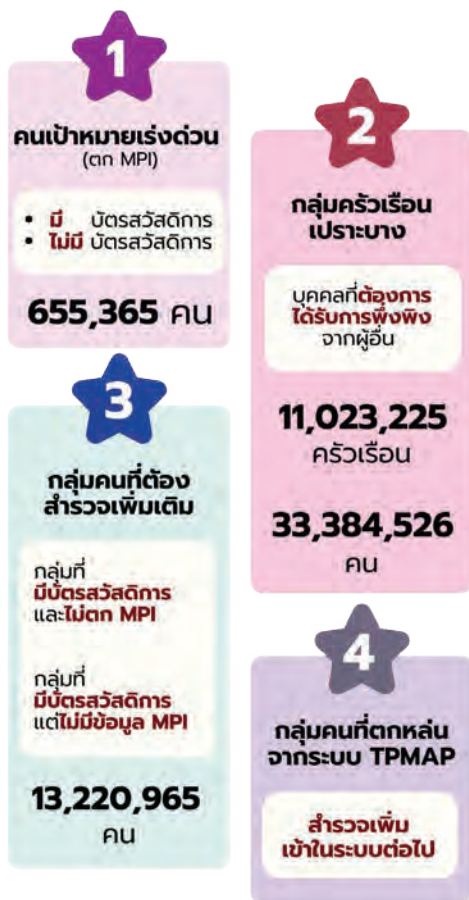 1
คนเป้าหมายเร่งด่วน
(ตก MPI)
• มี บัตรสวัสดิการ
• ไม่มี บัตรสวัสดิการ
655,365 คน
2
กลุ่มครัวเรือน
เปราะบาง
บุคคลที่ต้องการ
ได้รับการพึ่งพิง
จากผู้อื่น
11,023,225
ครัวเรือน
33,384,526
คน
3
กลุ่มคนที่ต้อง
สำรวจเพิ่มเติม
กลุ่มที่
มีบัตรสวัสดิการ
และไม่ตก MPI
กลุ่มที่
มีบัตรสวัสดิการ
แต่ไม่มีข้อมูล MPI
13,220,965
คน
4
กลุ่มคนที่ตกหล่น
จากระบบ TPMAP
สำรวจเพิ่ม
เข้าในระบบต่อไป